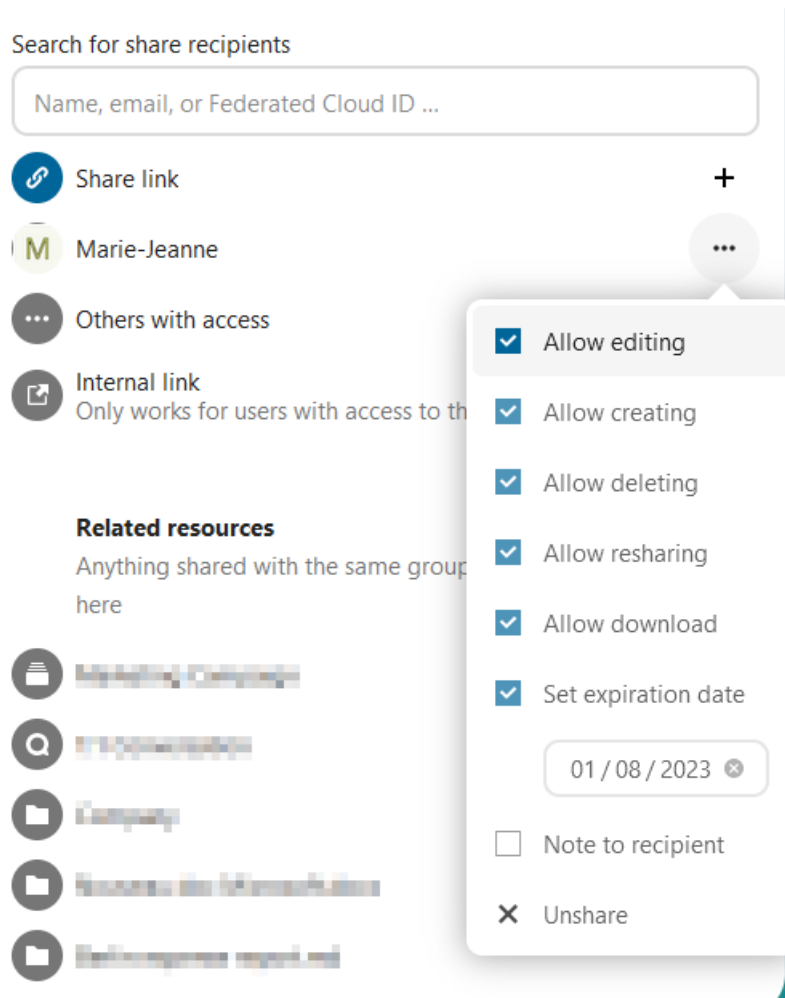 Search for share recipients
Name, email, or Federated Cloud ID ...
Share link
M Marie-Jeanne
Others with access
Internal link
Only works for users with access to th
Allow editing
Allow creating
Allow deleting
Allow resharing
Allow download
Set expiration date
01 / 08 / 2023
Note to recipient
Unshare
Related resources
Anything shared with the same group
here